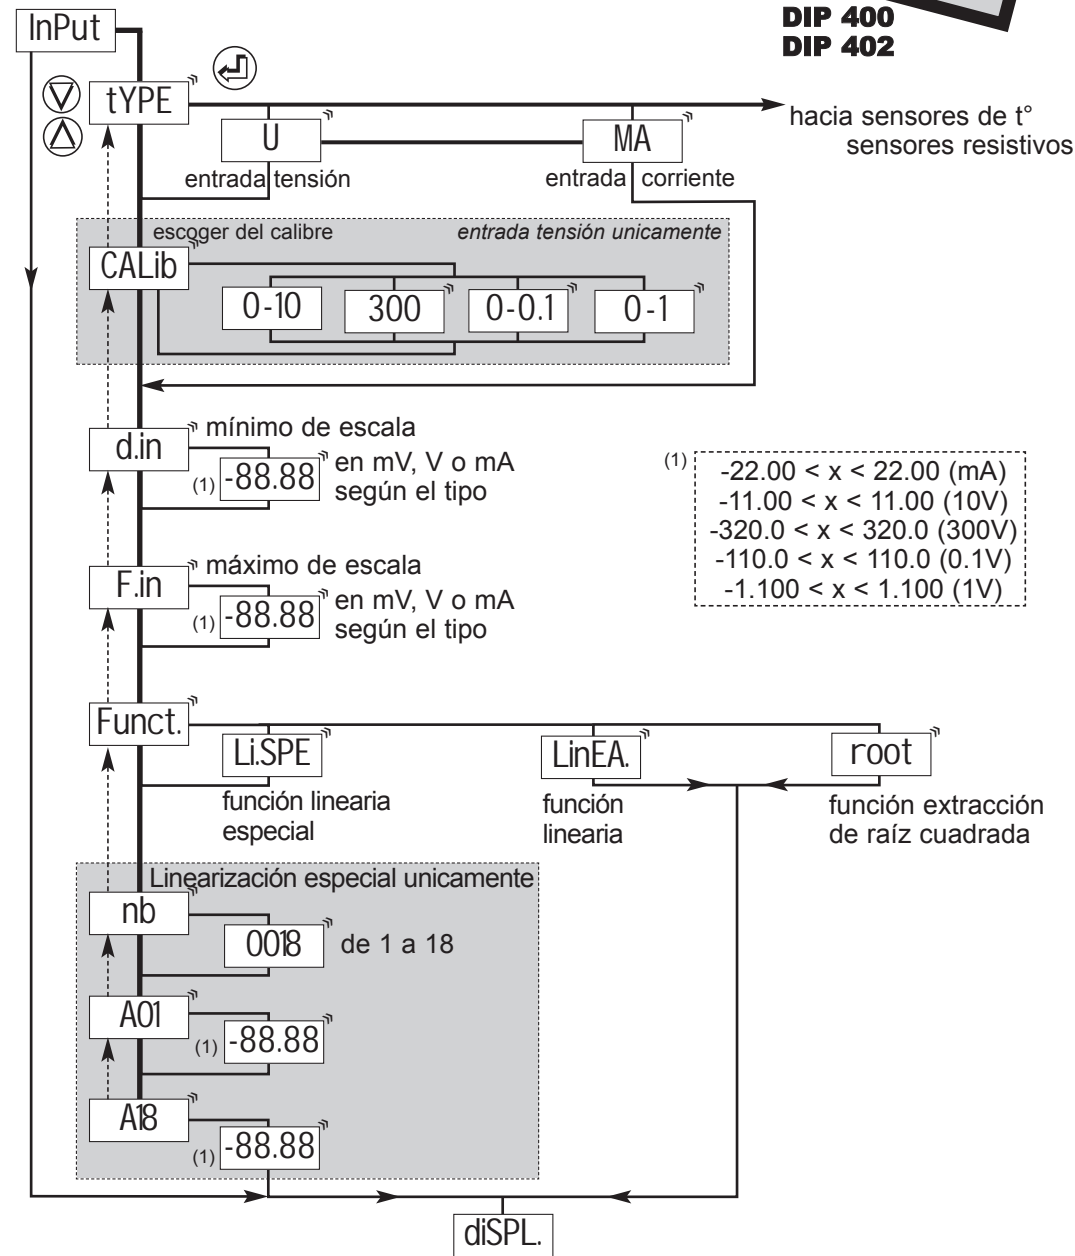 InPut
DIP 400
DIP 402
tYPE
hacia sensores de t°
sensores resistivos
U
MA
entrada tensión
entrada corriente
escoger del calibre
entrada tensión unicamente
CALib
0-10
300
0-0.1
0-1
d.in
mínimo de escala
(1) -88.88
en mV, V o mA
según el tipo
(1)
-22.00 < x < 22.00 (mA)
-11.00 < x < 11.00 (10V)
-320.0 < x < 320.0 (300V)
-110.0 < x < 110.0 (0.1V)
-1.100 < x < 1.100 (1V)
F.in
máximo de escala
(1) -88.88
en mV, V o mA
según el tipo
Funct.
Li.SPE
LinEA.
root
función linearia
especial
función
linearia
función extracción
de raíz cuadrada
Linearización especial unicamente
nb
0018 de 1 a 18
A01
(1) -88.88
A18
(1) -88.88
diSPL.